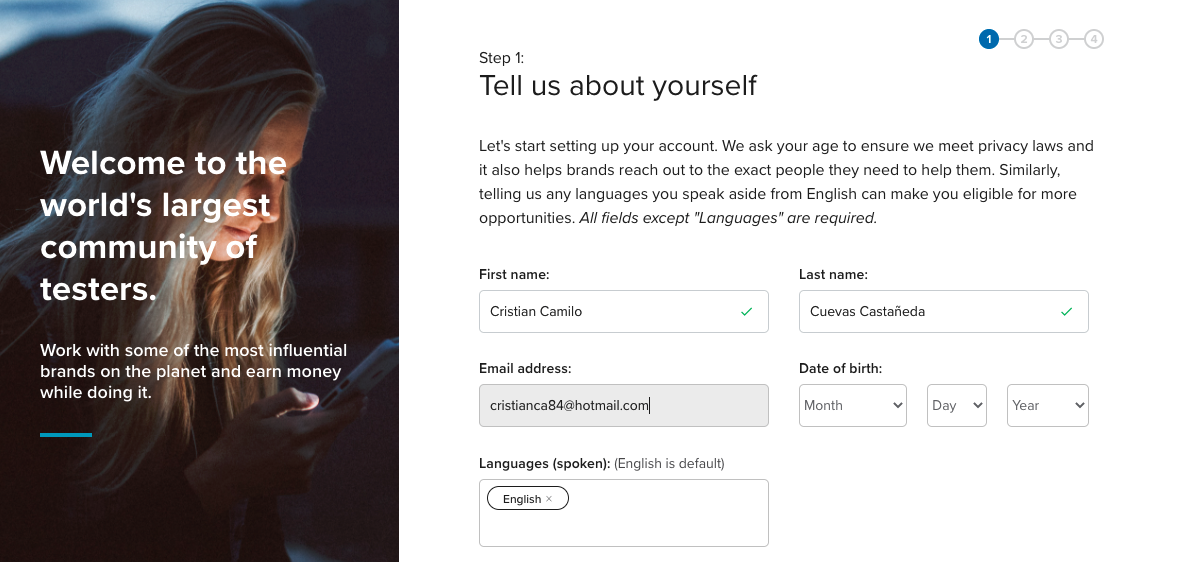 Welcome to the
world's largest
community of
testers.
Work with some of the most influential
brands on the planet and earn money
while doing it.
1 2 3 4
Step 1:
Tell us about yourself
Let's start setting up your account. We ask your age to ensure we meet privacy laws and
it also helps brands reach out to the exact people they need to help them. Similarly,
telling us any languages you speak aside from English can make you eligible for more
opportunities. All fields except "Languages" are required.
First name: Last name:
Cristian Camilo Cuevas Castañeda
Email address: Date of birth:
cristianca84@hotmail.com Month Day Year
Languages (spoken): (English is default)
English ×